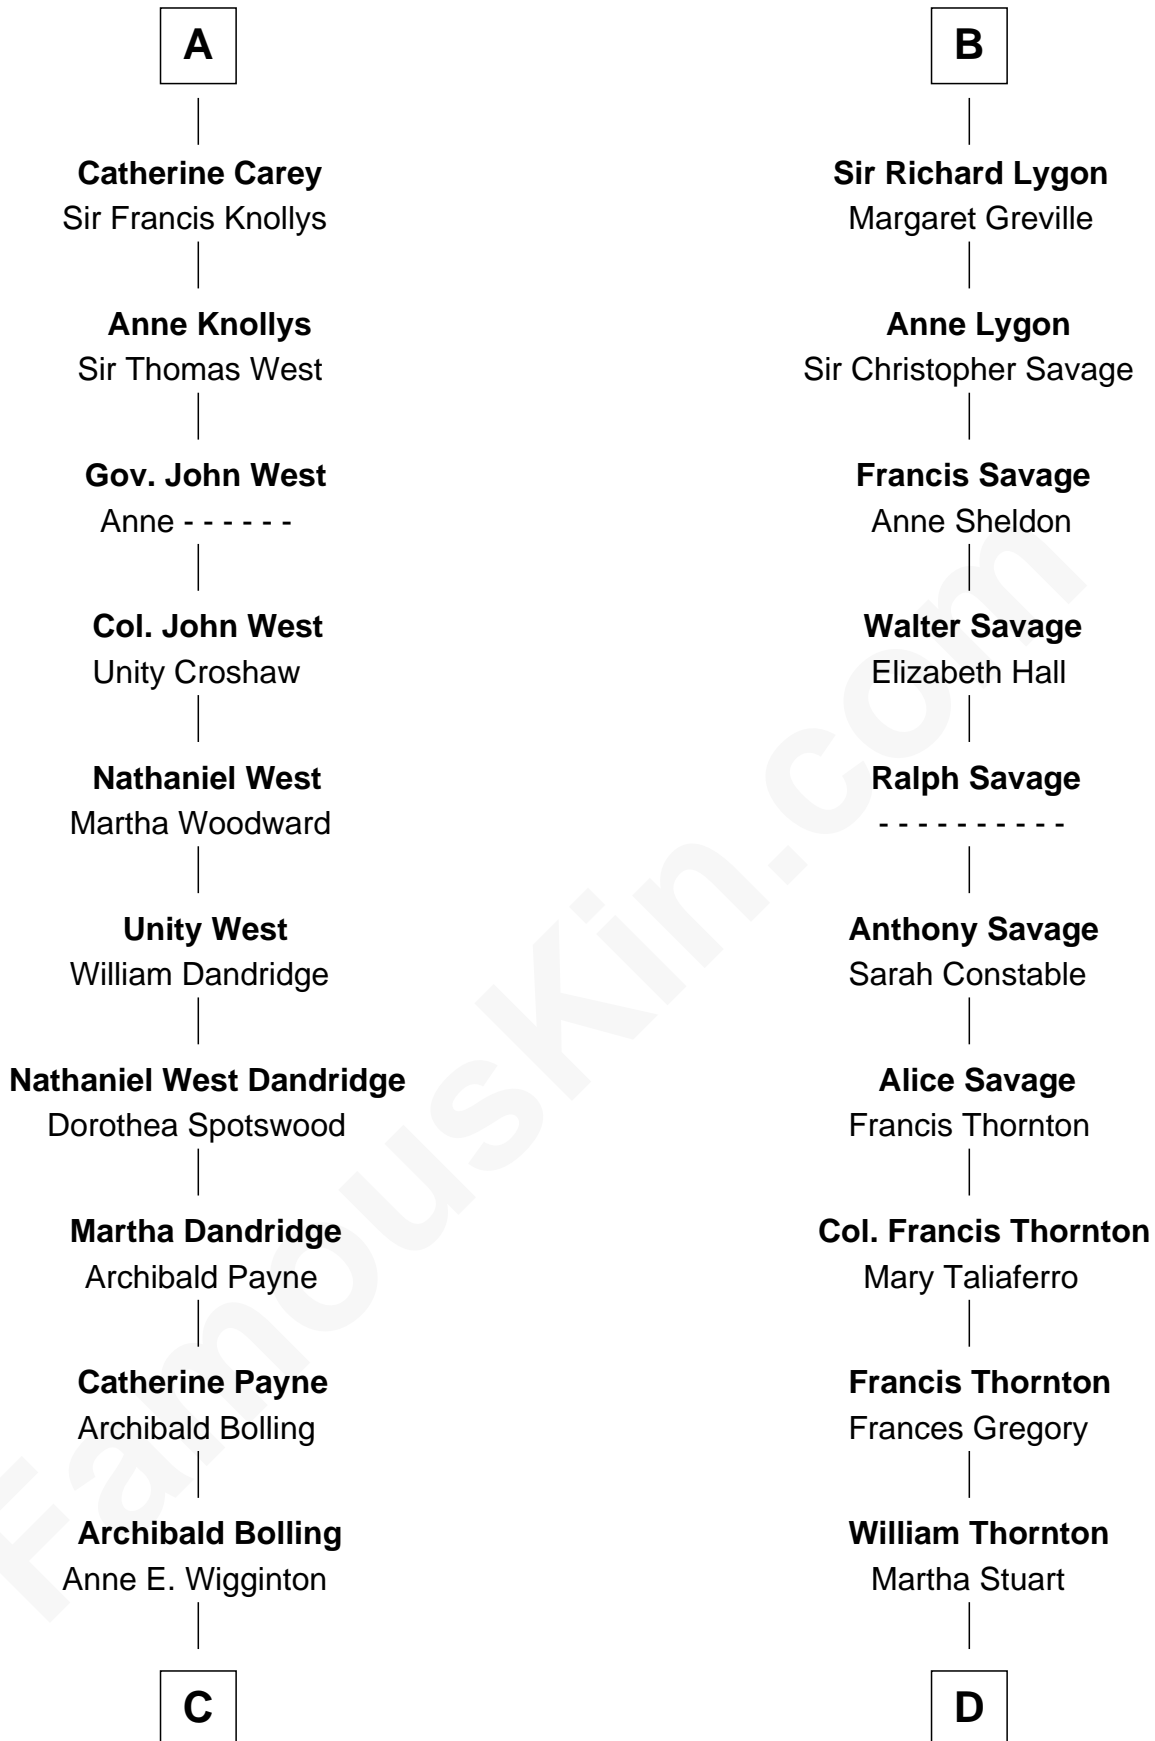 A
Catherine Carey
Sir Francis Knollys
Anne Knollys
Sir Thomas West
Gov. John West
Anne - - - - - -
Col. John West
Unity Croshaw
Nathaniel West
Martha Woodward
Unity West
William Dandridge
Nathaniel West Dandridge
Dorothea Spotswood
Martha Dandridge
Archibald Payne
Catherine Payne
Archibald Bolling
Archibald Bolling
Anne E. Wigginton
C
B
Sir Richard Lygon
Margaret Greville
Anne Lygon
Sir Christopher Savage
Francis Savage
Anne Sheldon
Walter Savage
Elizabeth Hall
Ralph Savage
- - - - - - - - - -
Anthony Savage
Sarah Constable
Alice Savage
Francis Thornton
Col. Francis Thornton
Mary Taliaferro
Francis Thornton
Frances Gregory
William Thornton
Martha Stuart
D
FamousKin.com